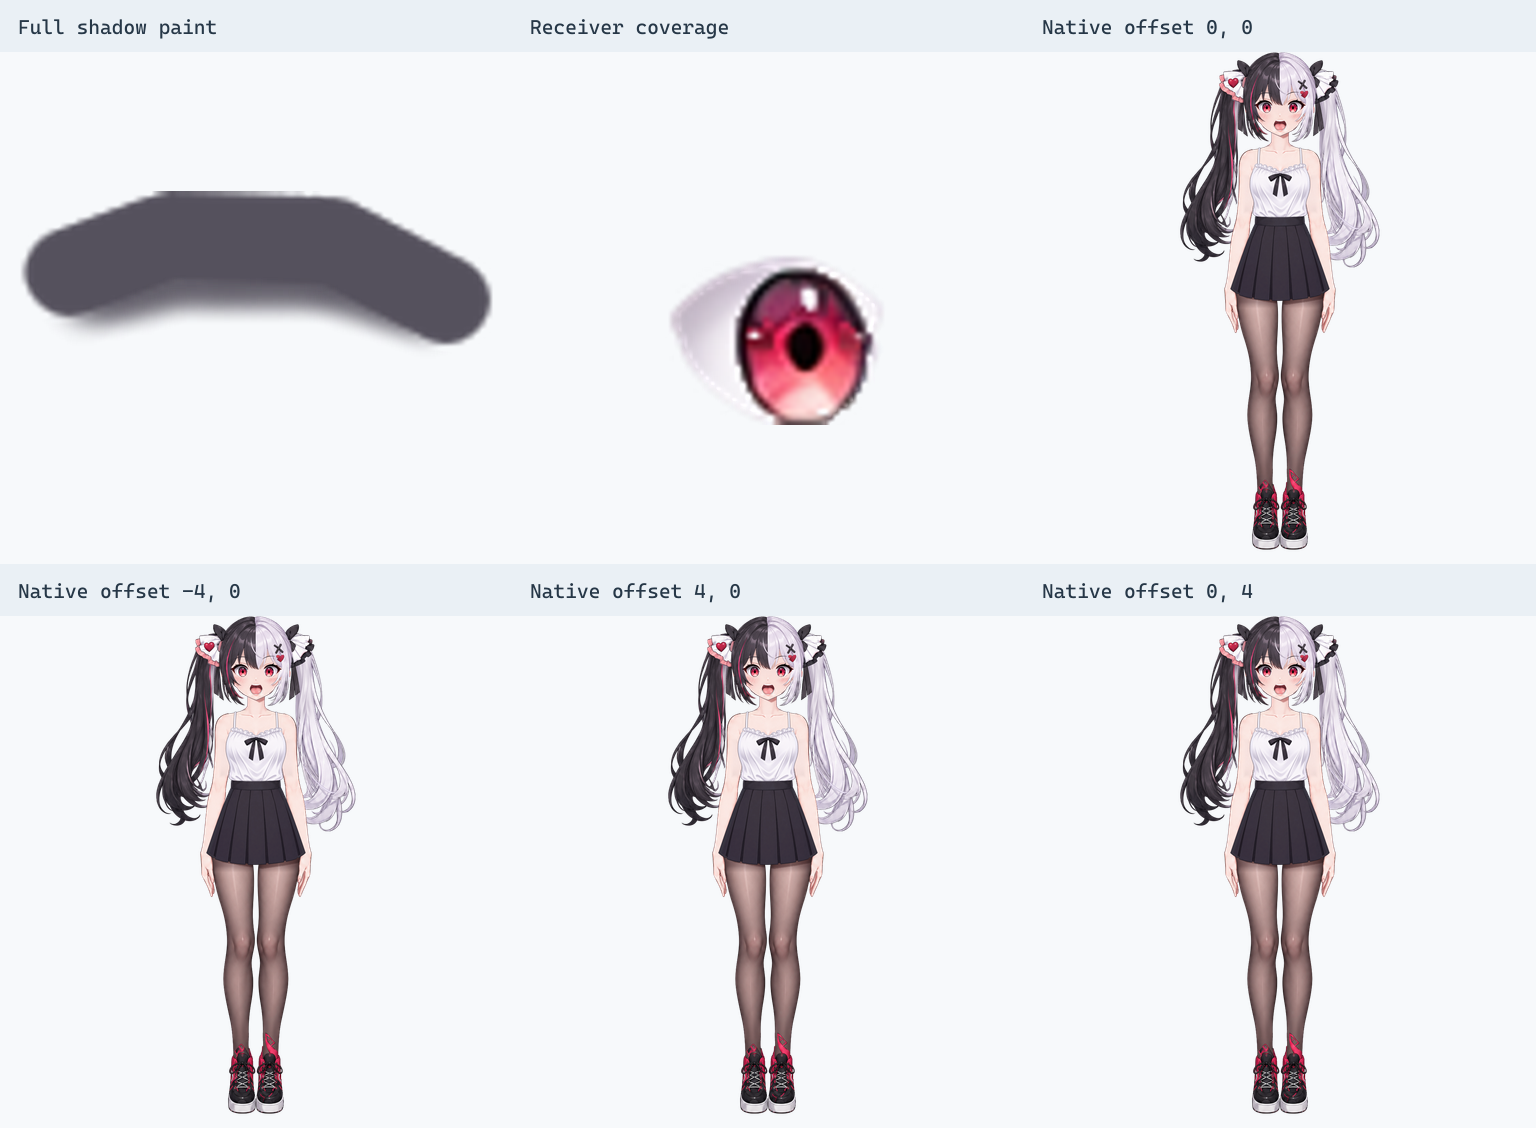 Full shadow paint
Receiver coverage
Native offset 0, 0
Native offset −4, 0
Native offset 4, 0
Native offset 0, 4